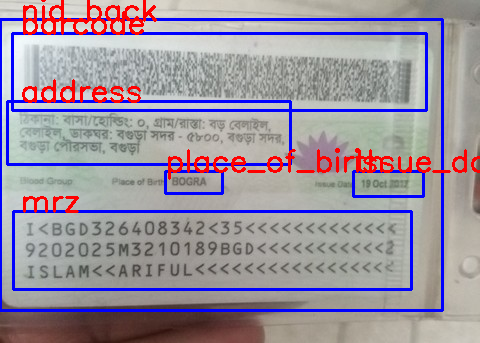 nid_back
barcode
address
ঠিকানা: বাসা/হোল্ডিং: ০, গ্রাম/রাস্তা: বড় বেলাইল,
বেলাইল, ডাকঘর: বগুড়া সদর - ৫৮০০, বগুড়া সদর,
বগুড়া পৌরসভা, বগুড়া
place_of_birth
Blood Group Place of Birth BOGRA Issue Date 19 Oct 2017
mrz
I<BGD326408342<35<<<<<<<<<<<<<
9202025M3210189BGD<<<<<<<<<<<2
ISLAM<<ARIFUL<<<<<<<<<<<<<<<<<